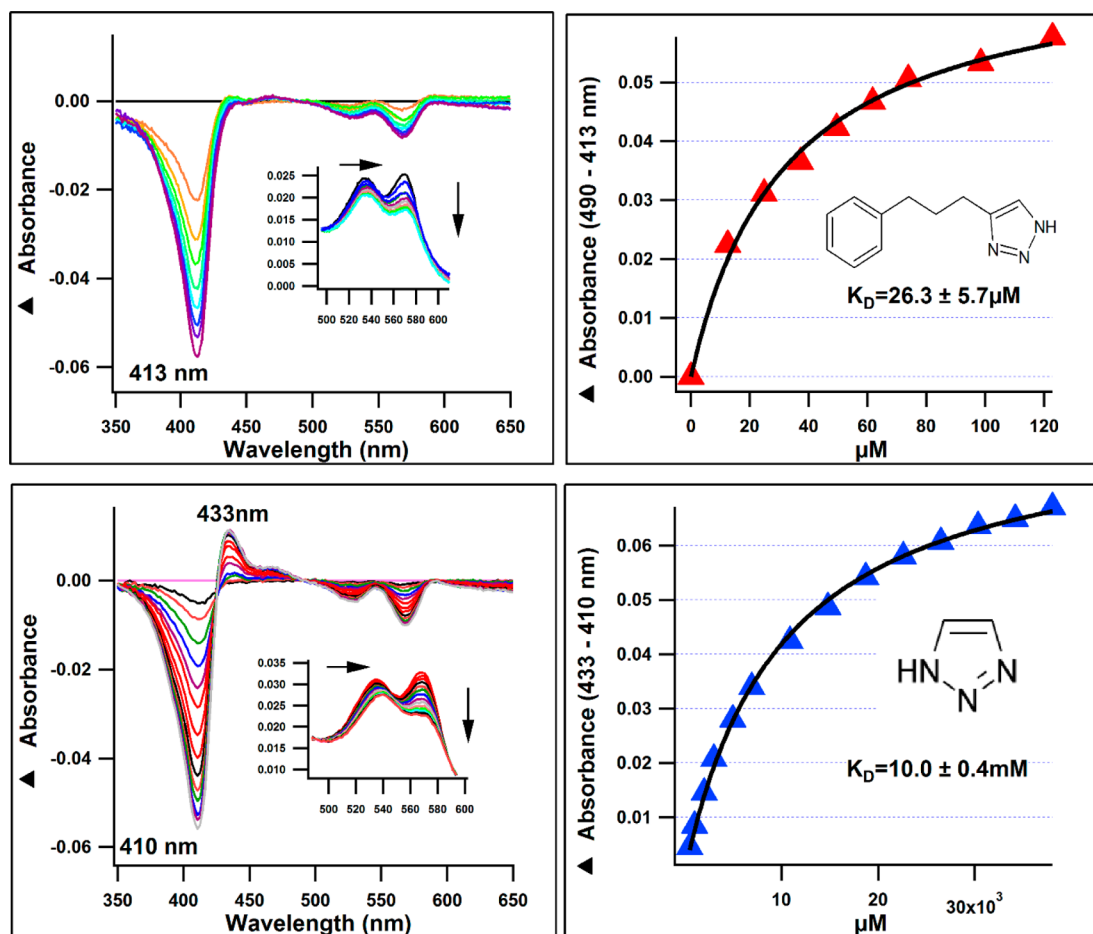 ▲ Absorbance
0.00
-0.02
-0.04
-0.06
413 nm
0.025
0.020
0.015
0.010
0.005
0.000
500 520 540 560 580 600
350 400 450 500 550 600 650
Wavelength (nm)
▲ Absorbance (490 - 413 nm)
0.05
0.04
0.03
0.02
0.01
0.00
NH
N
N
K_D=26.3 ± 5.7µM
0 20 40 60 80 100 120
µM
433nm
▲ Absorbance
0.00
-0.02
-0.04
-0.06
410 nm
0.035
0.030
0.025
0.020
0.015
0.010
500 520 540 560 580 600
350 400 450 500 550 600 650
Wavelength (nm)
▲ Absorbance (433 - 410 nm)
0.06
0.05
0.04
0.03
0.02
0.01
HN
N
N
K_D=10.0 ± 0.4mM
10 20 30x10³
µM